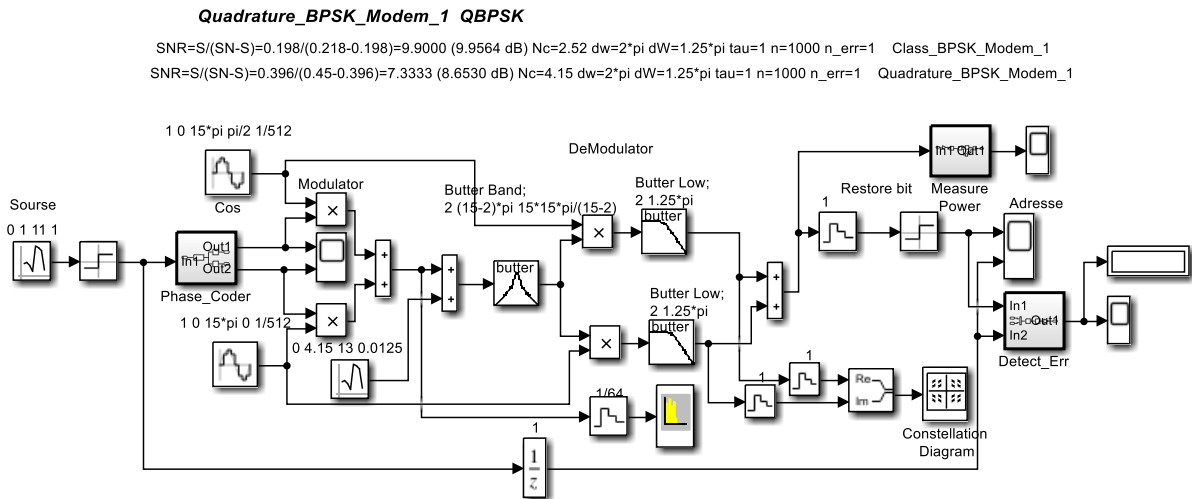 Quadrature_BPSK_Modem_1 QBPSK
SNR=S/(SN-S)=0.198/(0.218-0.198)=9.9000 (9.9564 dB) Nc=2.52 dw=2*pi dW=1.25*pi tau=1 n=1000 n_err=1 Class_BPSK_Modem_1
SNR=S/(SN-S)=0.396/(0.45-0.396)=7.3333 (8.6530 dB) Nc=4.15 dw=2*pi dW=1.25*pi tau=1 n=1000 n_err=1 Quadrature_BPSK_Modem_1
1 0 15*pi pi/2 1/512
Cos
Modulator
Sourse
0 1 11 1
In1
Out1
Out2
Phase_Coder
1 0 15*pi 0 1/512
0 4.15 13 0.0125
×
×
+
+
+
+
Butter Band;
2 (15-2)*pi 15*15*pi/(15-2)
butter
DeModulator
×
×
Butter Low;
2 1.25*pi
butter
Butter Low;
2 1.25*pi
butter
+
+
1
Restore bit
In1
Out1
Measure
Power
Adresse
In1
In2
Out1
Detect_Err
1/64
1
1
Re
Im
Constellation
Diagram
1
1
z